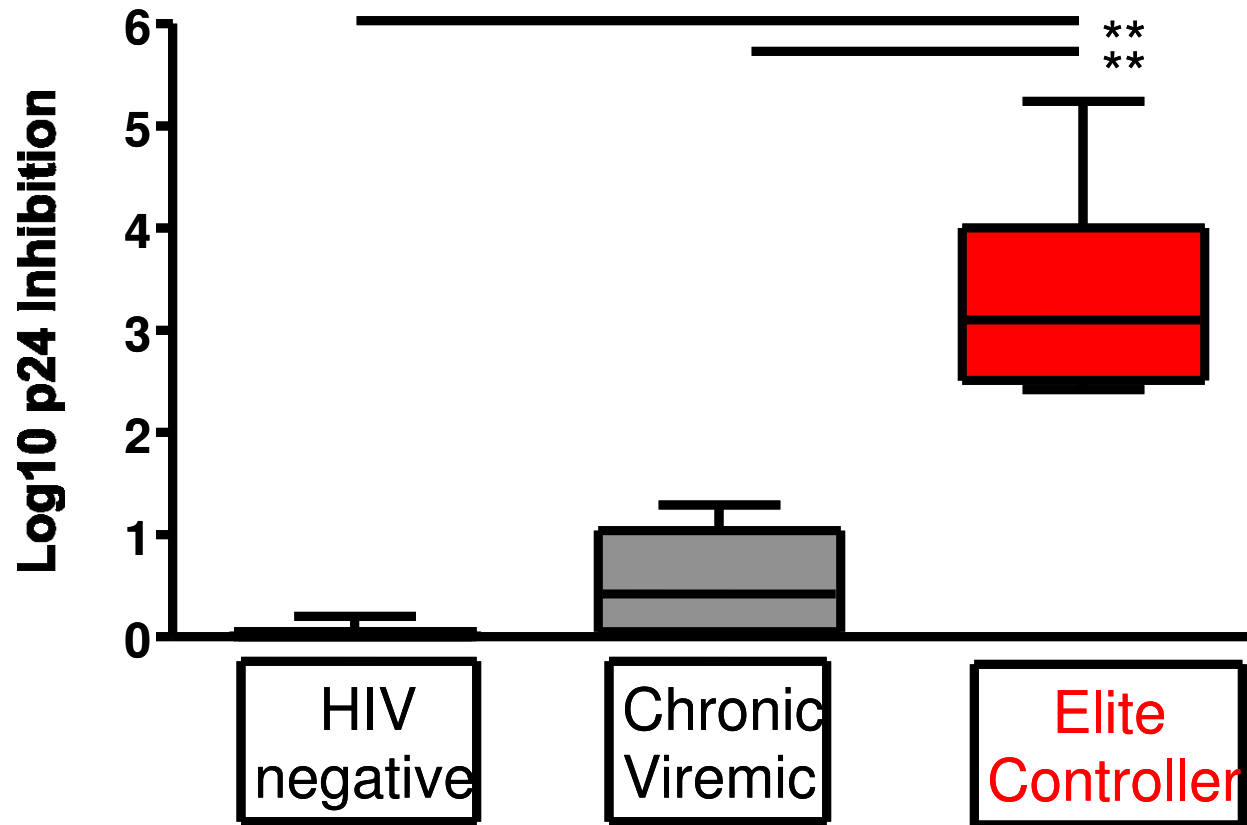 Log10 p24 Inhibition
6
**
**
5
4
3
2
1
0
HIV
negative
Chronic
Viremic
Elite
Controller